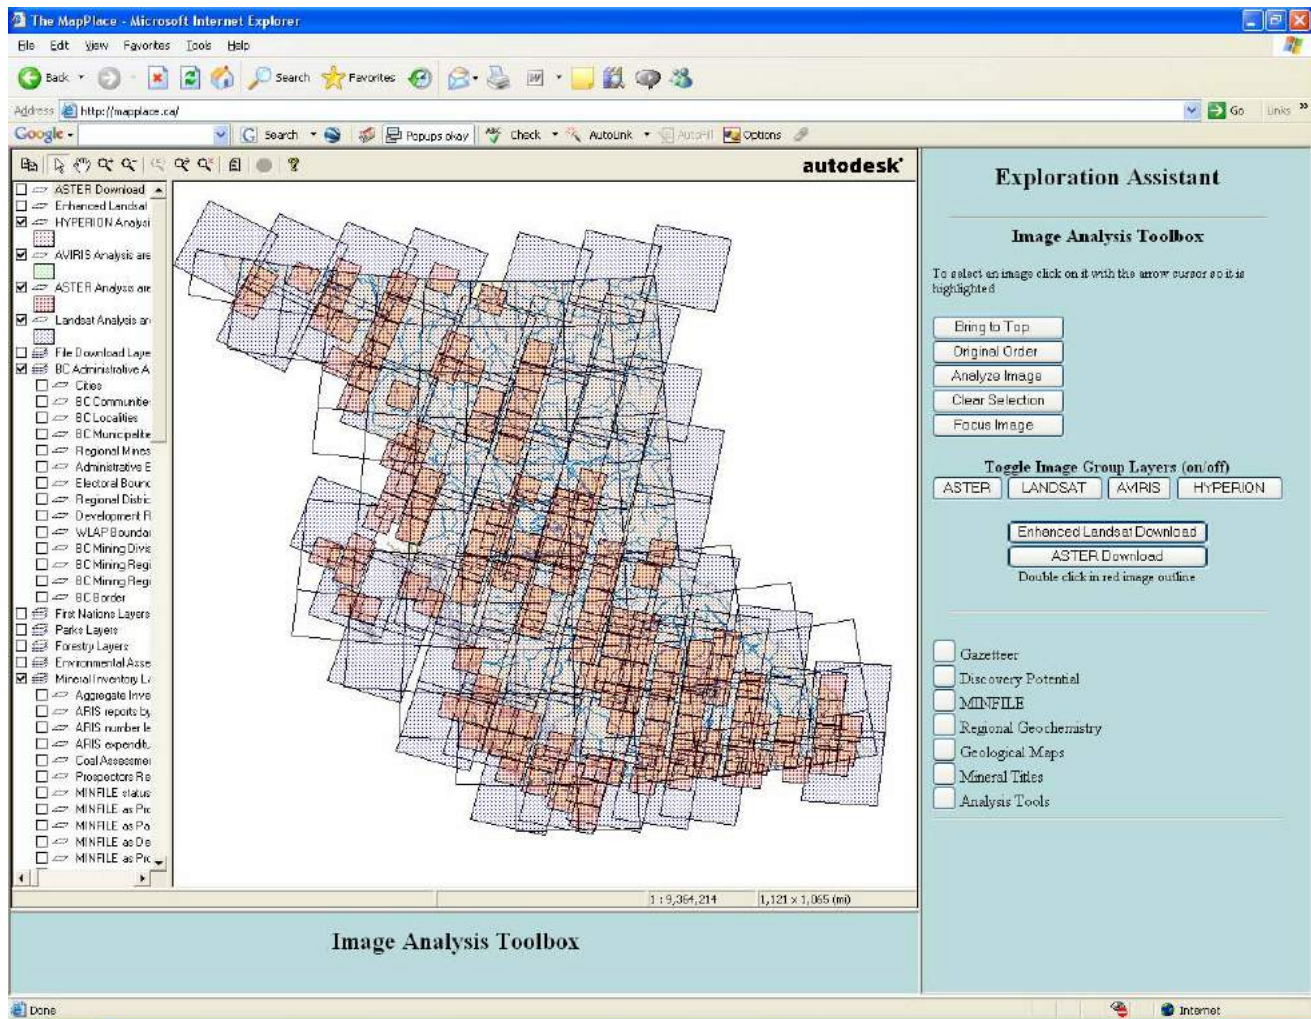 The MapPlace - Microsoft Internet Explorer
File Edit View Favorites Tools Help
Back Search Favorites
Address http://mapplace.ca/ Go Links
Google Search Popups okay Check AutoLink AutoFill Options
autodesk
ASTER Download
Enhanced Landsat
HYPERION Analysi
AVIRIS Analysis are
ASTER Analysis are
Landsat Analysis are
File Download Laye
BC Administrative A
Cities
BC Communitie
BC Localities
BC Municipalitie
Regional Mines
Administrative B
Electoral Bounc
Regional Distric
Development R
WLAP Boundar
BC Mining Divis
BC Mining Regi
BC Mining Regi
BC Border
First Nations Layers
Parks Layers
Forestry Layers
Environmental Asse
Mineral Inventory La
Aggregate Inve
ARIS reports by
ARIS number le
ARIS expenditu
Coal Assessmer
Prospectors Re
MINFILE status
MINFILE as Pro
MINFILE as Pa
MINFILE as De
MINFILE as Pro
1 : 9,364,214 1,121 x 1,065 (mi)
Image Analysis Toolbox
Exploration Assistant
Image Analysis Toolbox
To select an image click on it with the arrow cursor so it is
highlighted
Bring to Top
Original Order
Analyze Image
Clear Selection
Focus Image
Toggle Image Group Layers (on/off)
ASTER LANDSAT AVIRIS HYPERION
Enhanced Landsat Download
ASTER Download
Double click in red image outline
Gazetteer
Discovery Potential
MINFILE
Regional Geochemistry
Geological Maps
Mineral Titles
Analysis Tools
Done Internet